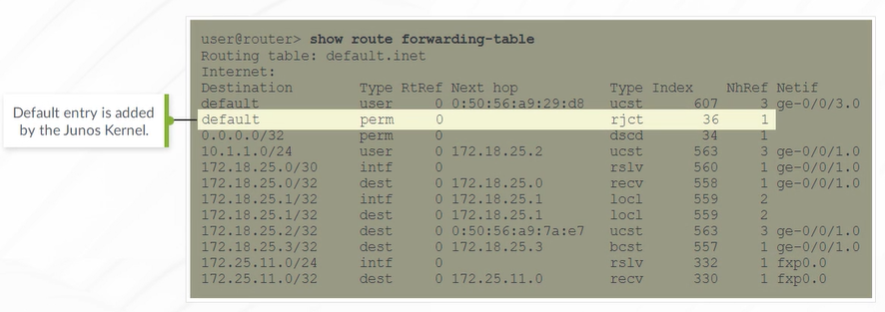 user@router> show route forwarding-table
Routing table: default.inet
Internet:
Destination Type RtRef Next hop Type Index NhRef Netif
default user 0 0:50:56:a9:29:d8 ucst 607 3 ge-0/0/3.0
Default entry is added
by the Junos Kernel.
default perm 0 rjct 36 1
0.0.0.0/32 perm 0 dscd 34 1
10.1.1.0/24 user 0 172.18.25.2 ucst 563 3 ge-0/0/1.0
172.18.25.0/30 intf 0 rslv 560 1 ge-0/0/1.0
172.18.25.0/32 dest 0 172.18.25.0 recv 558 1 ge-0/0/1.0
172.18.25.1/32 intf 0 172.18.25.1 locl 559 2
172.18.25.1/32 dest 0 172.18.25.1 locl 559 2
172.18.25.2/32 dest 0 0:50:56:a9:7a:e7 ucst 563 3 ge-0/0/1.0
172.18.25.3/32 dest 0 172.18.25.3 bcst 557 1 ge-0/0/1.0
172.25.11.0/24 intf 0 rslv 332 1 fxp0.0
172.25.11.0/32 dest 0 172.25.11.0 recv 330 1 fxp0.0